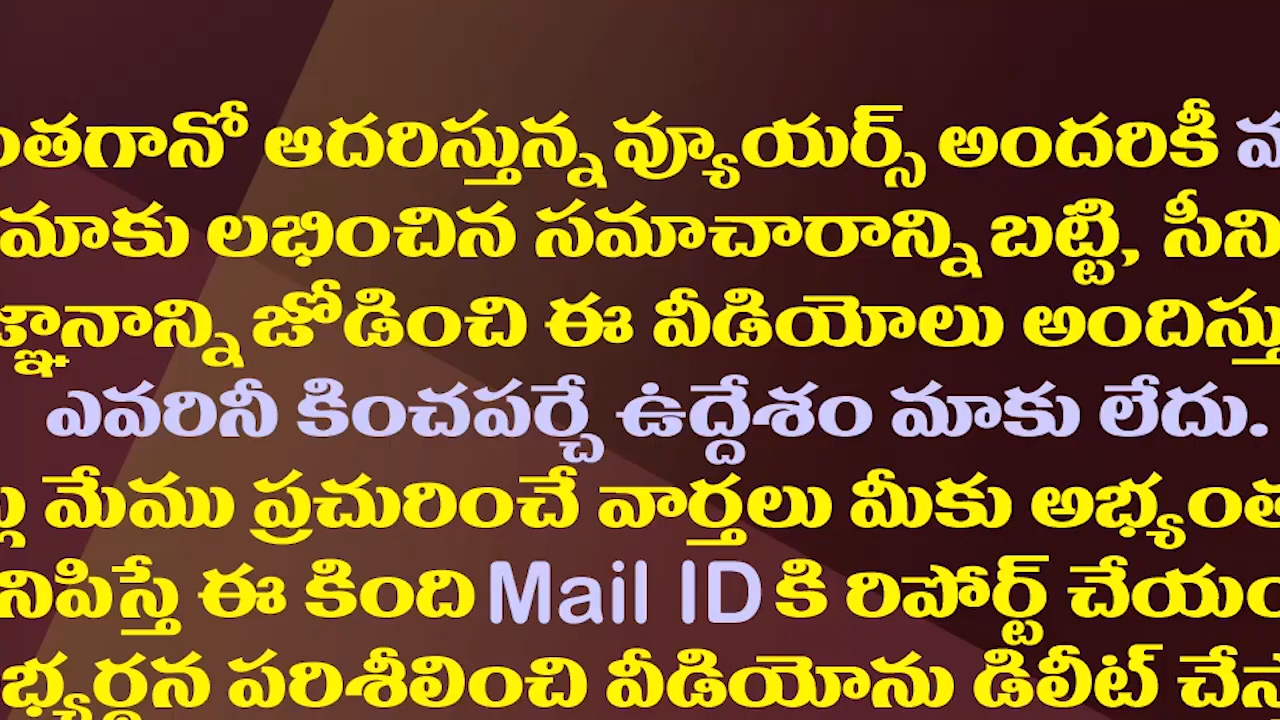 ఆదరిస్తున్న వ్యూయర్స్ అందరికీ
మాకు లభించిన సమాచారాన్ని బట్టి,
జోడించి ఈ వీడియోలు
ఎవరినీ కించపర్చే ఉద్దేశం మాకు లేదు.
మేము ప్రచురించే వార్తలు మీకు
ఈ కింది Mail ID కి రిపోర్ట్
పరిశీలించి వీడియోను డిలీట్